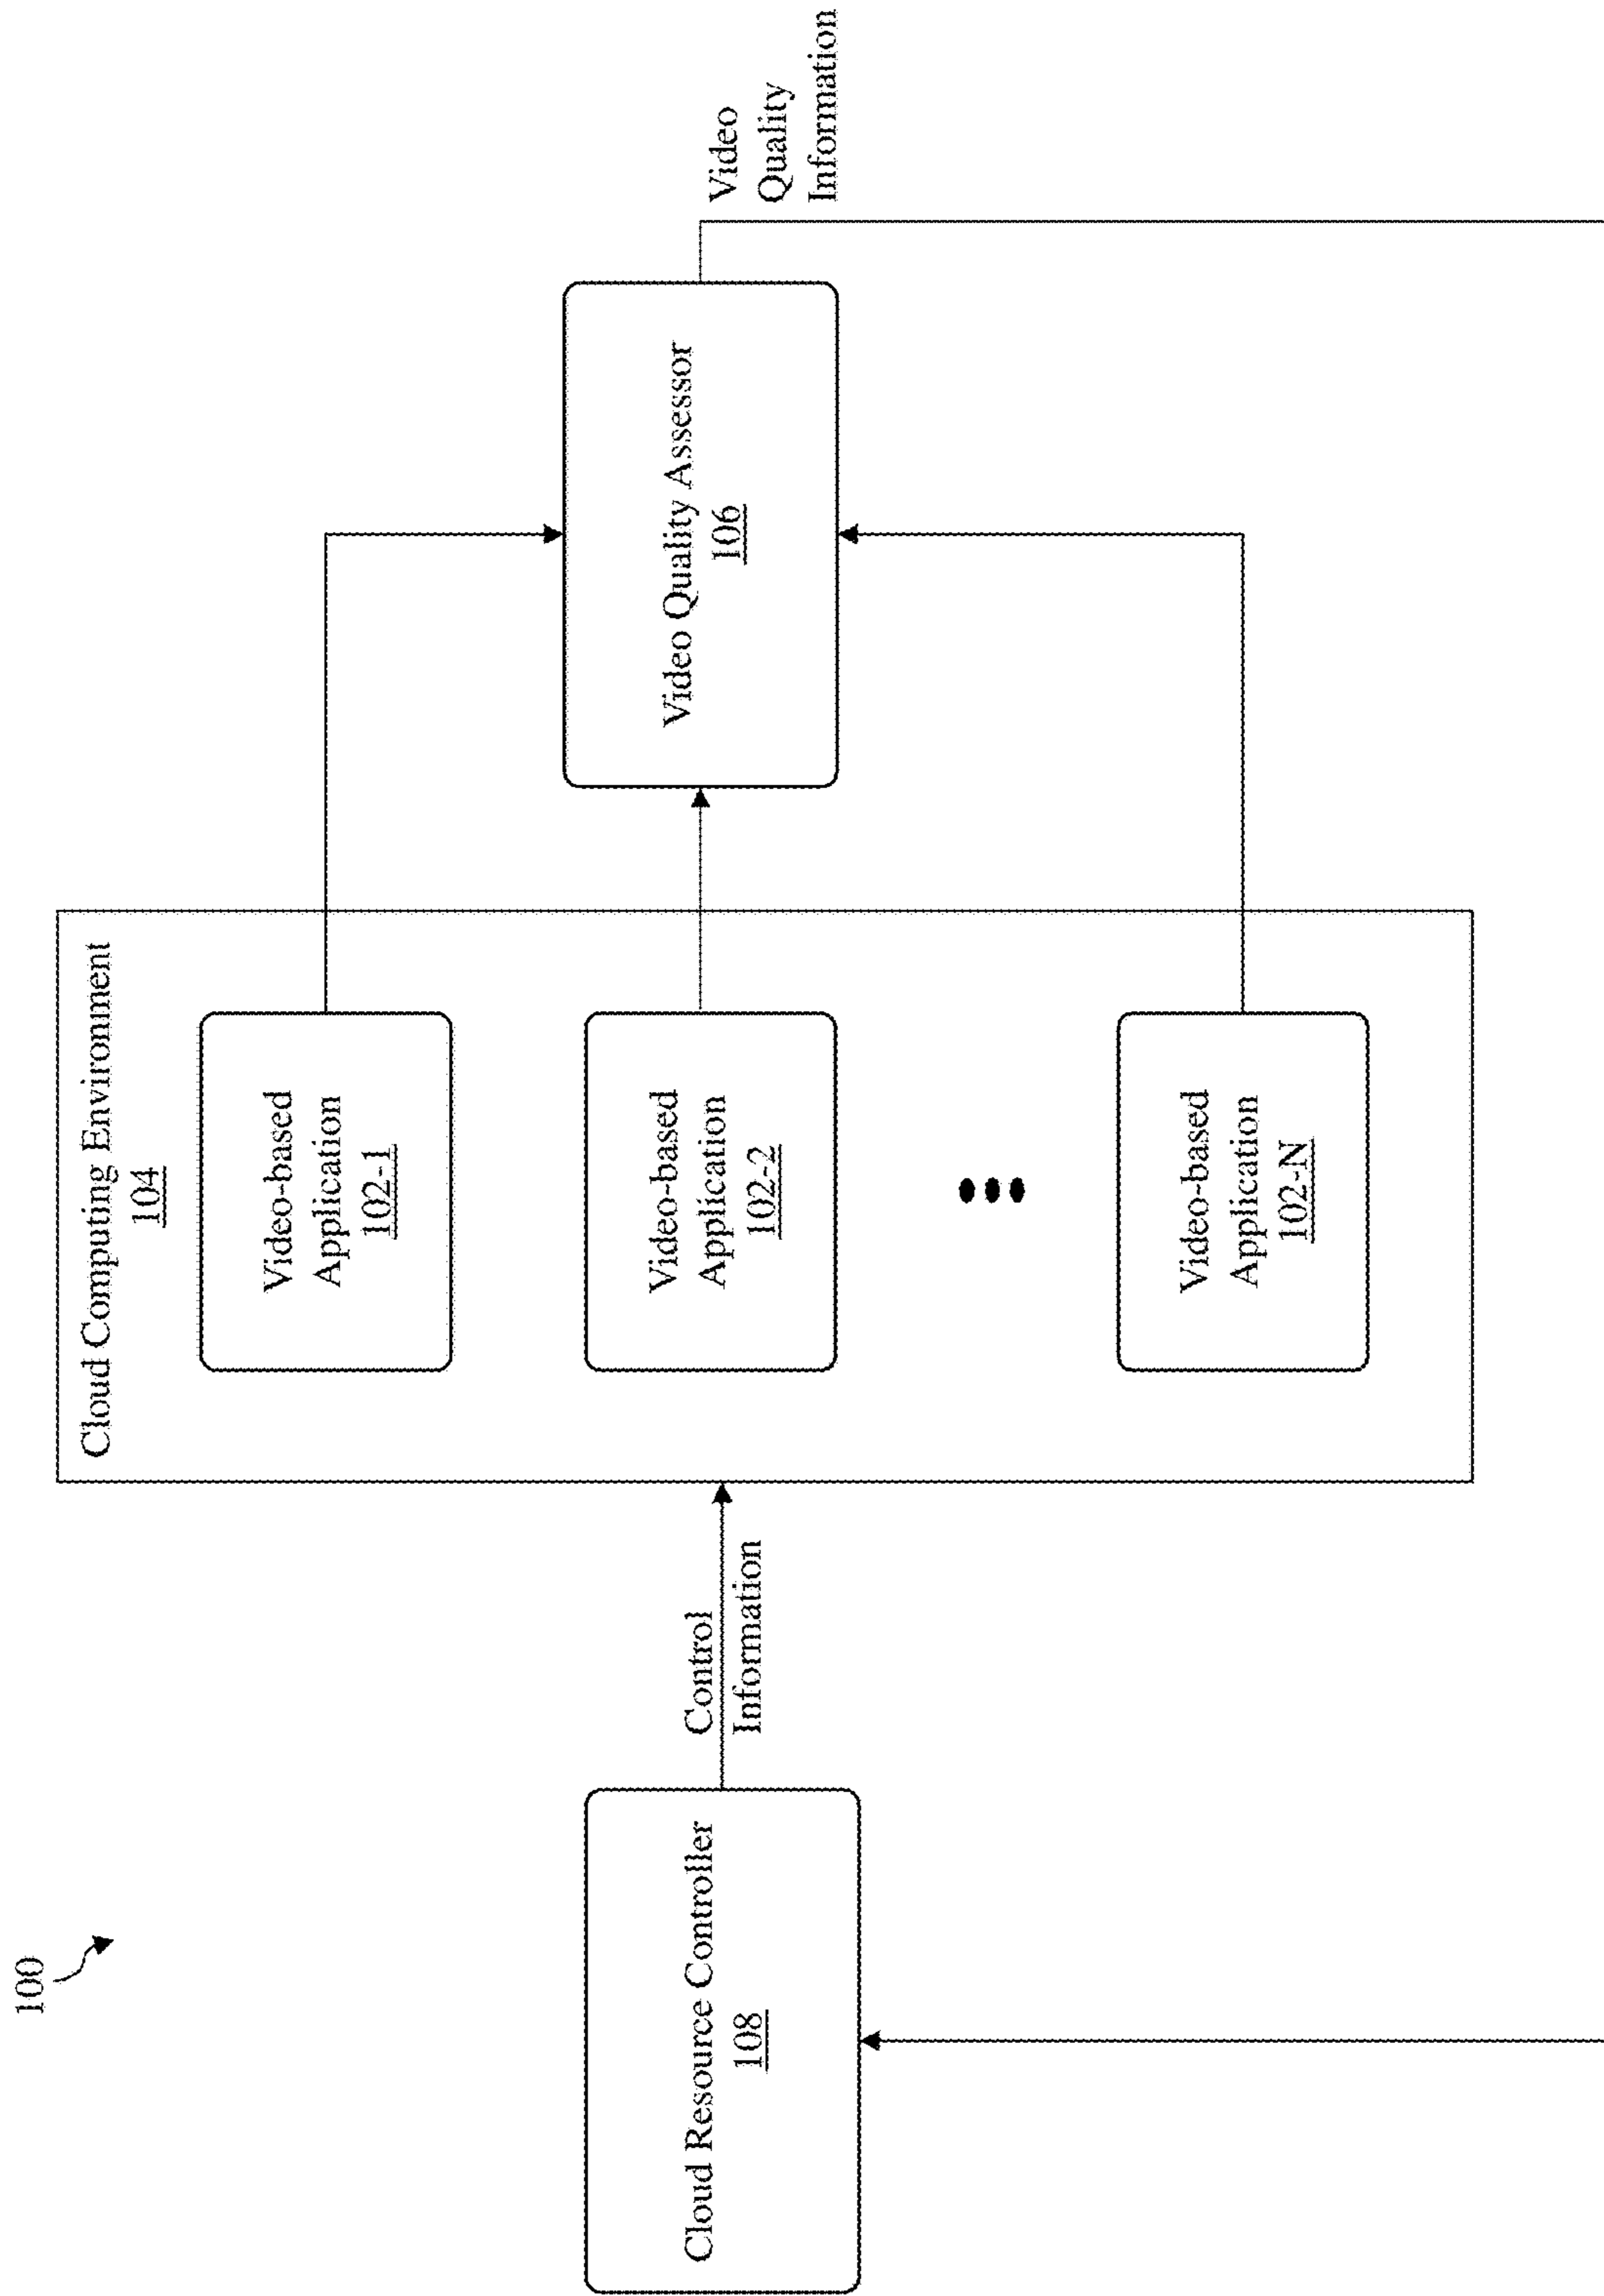 100
Cloud Resource Controller
108
Control
Information
Cloud Computing Environment
104
Video-based
Application
102-1
Video-based
Application
102-2
Video-based
Application
102-N
Video Quality Assessor
106
Video
Quality
Information